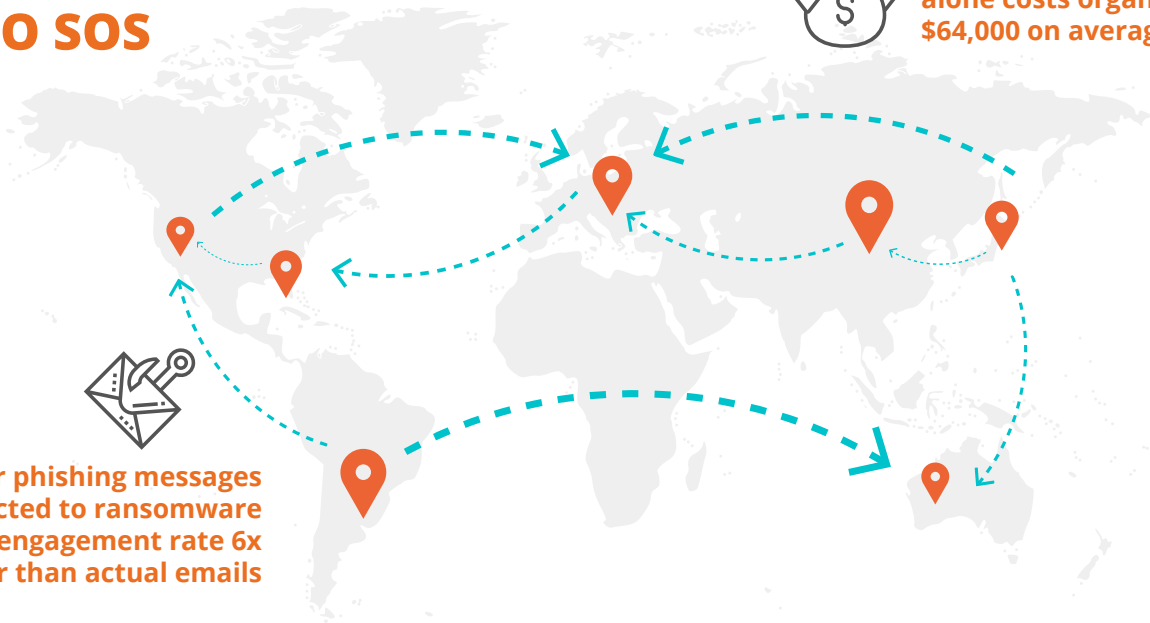 O SOS
alone costs organ
$64,000 on averag
r phishing messages
cted to ransomware
engagement rate 6x
r than actual emails
$